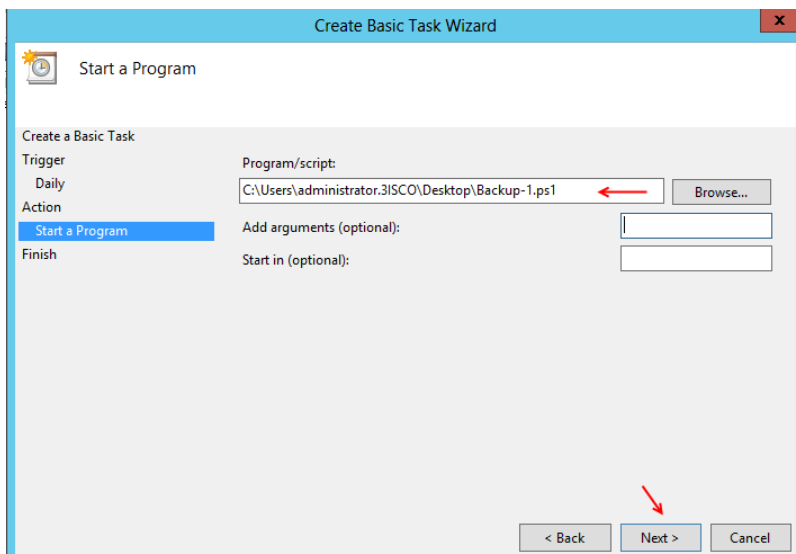 Create Basic Task Wizard
x
Start a Program
Create a Basic Task
Trigger
Daily
Action
Start a Program
Finish
Program/script:
C:\Users\administrator.3ISCO\Desktop\Backup-1.ps1
Browse...
Add arguments (optional):
Start in (optional):
< Back
Next >
Cancel